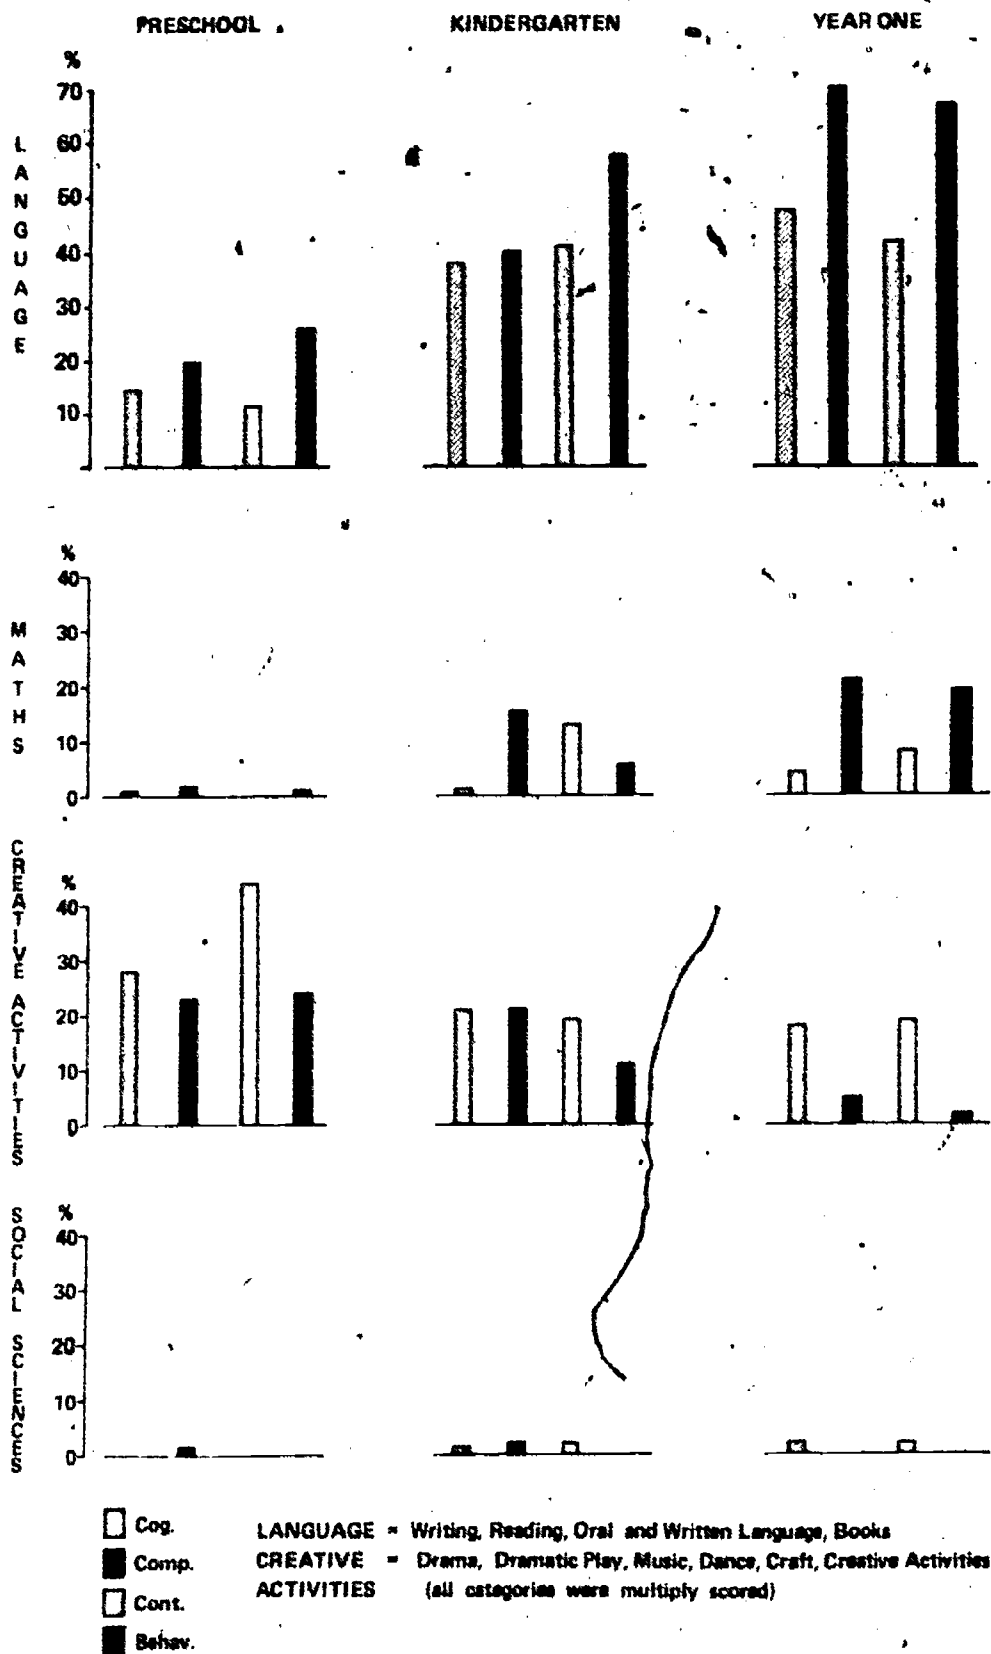 PRESCHOOL KINDERGARTEN YEAR ONE
LANGUAGE
%
70
60
50
40
30
20
10
MATHS
%
40
30
20
10
0
CREATIVE ACTIVITIES
%
40
30
20
10
0
SOCIAL SCIENCES
%
40
30
20
10
0
Cog.
Comp.
Cont.
Behav.
LANGUAGE = Writing, Reading, Oral and Written Language, Books
CREATIVE = Drama, Dramatic Play, Music, Dance, Craft, Creative Activities
ACTIVITIES (all categories were multiply scored)